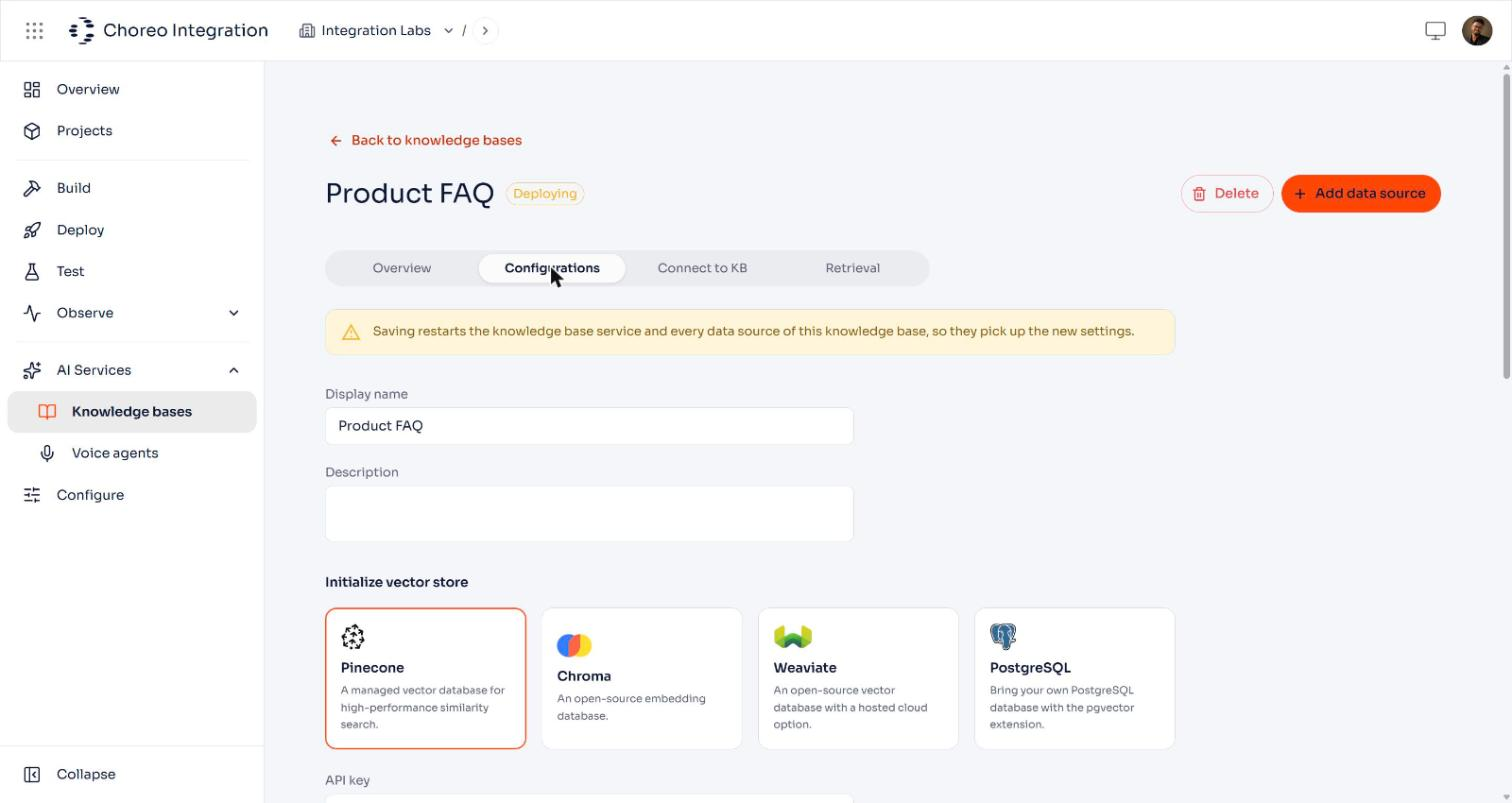 Choreo Integration
Integration Labs
/
Overview
Projects
Build
Deploy
Test
Observe
AI Services
Knowledge bases
Voice agents
Configure
Collapse
Back to knowledge bases
Product FAQ
Deploying
Delete
+ Add data source
Overview
Configurations
Connect to KB
Retrieval
Saving restarts the knowledge base service and every data source of this knowledge base, so they pick up the new settings.
Display name
Product FAQ
Description
Initialize vector store
Pinecone
A managed vector database for
high-performance similarity
search.
Chroma
An open-source embedding
database.
Weaviate
An open-source vector
database with a hosted cloud
option.
PostgreSQL
Bring your own PostgreSQL
database with the pgvector
extension.
API key